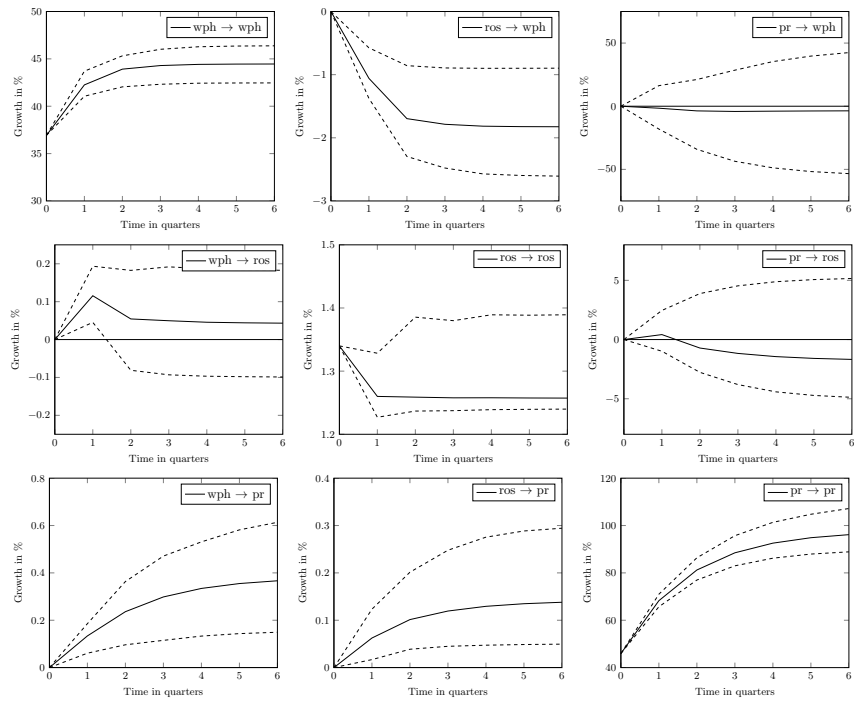 50
45
40
35
30
Growth in %
wph → wph
0 1 2 3 4 5 6
Time in quarters
0
−1
−2
−3
Growth in %
ros → wph
0 1 2 3 4 5 6
Time in quarters
50
0
−50
Growth in %
pr → wph
0 1 2 3 4 5 6
Time in quarters
0.2
0.1
0
−0.1
−0.2
Growth in %
wph → ros
0 1 2 3 4 5 6
Time in quarters
1.5
1.4
1.3
1.2
Growth in %
ros → ros
0 1 2 3 4 5 6
Time in quarters
5
0
−5
Growth in %
pr → ros
0 1 2 3 4 5 6
Time in quarters
0.8
0.6
0.4
0.2
0
Growth in %
wph → pr
0 1 2 3 4 5 6
Time in quarters
0.4
0.3
0.2
0.1
0
Growth in %
ros → pr
0 1 2 3 4 5 6
Time in quarters
120
100
80
60
40
Growth in %
pr → pr
0 1 2 3 4 5 6
Time in quarters